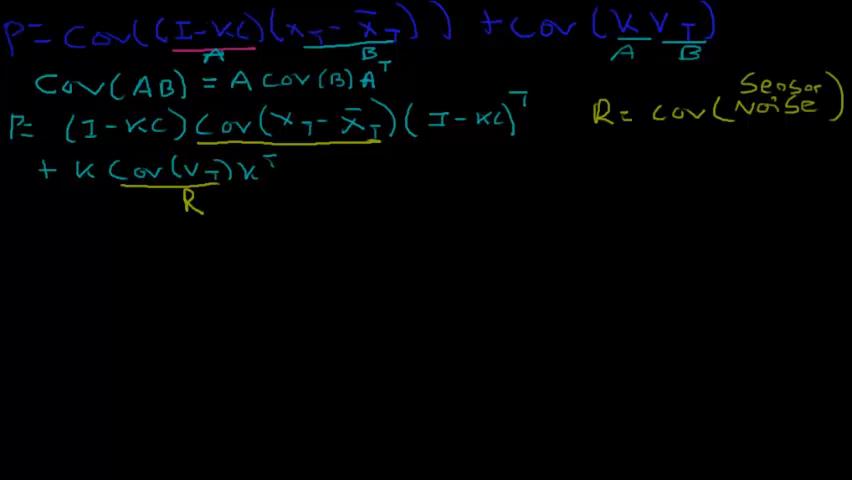 P = Cov((I-KC)(x_T - x̄_T)) + Cov(K V_T)
A B A B
Cov(AB) = A Cov(B) A^T
R = Cov(Sensor Noise)
P = (I-KC) Cov(x_T - x̄_T)(I-KC)^T
+ K Cov(V_T) K^T
R